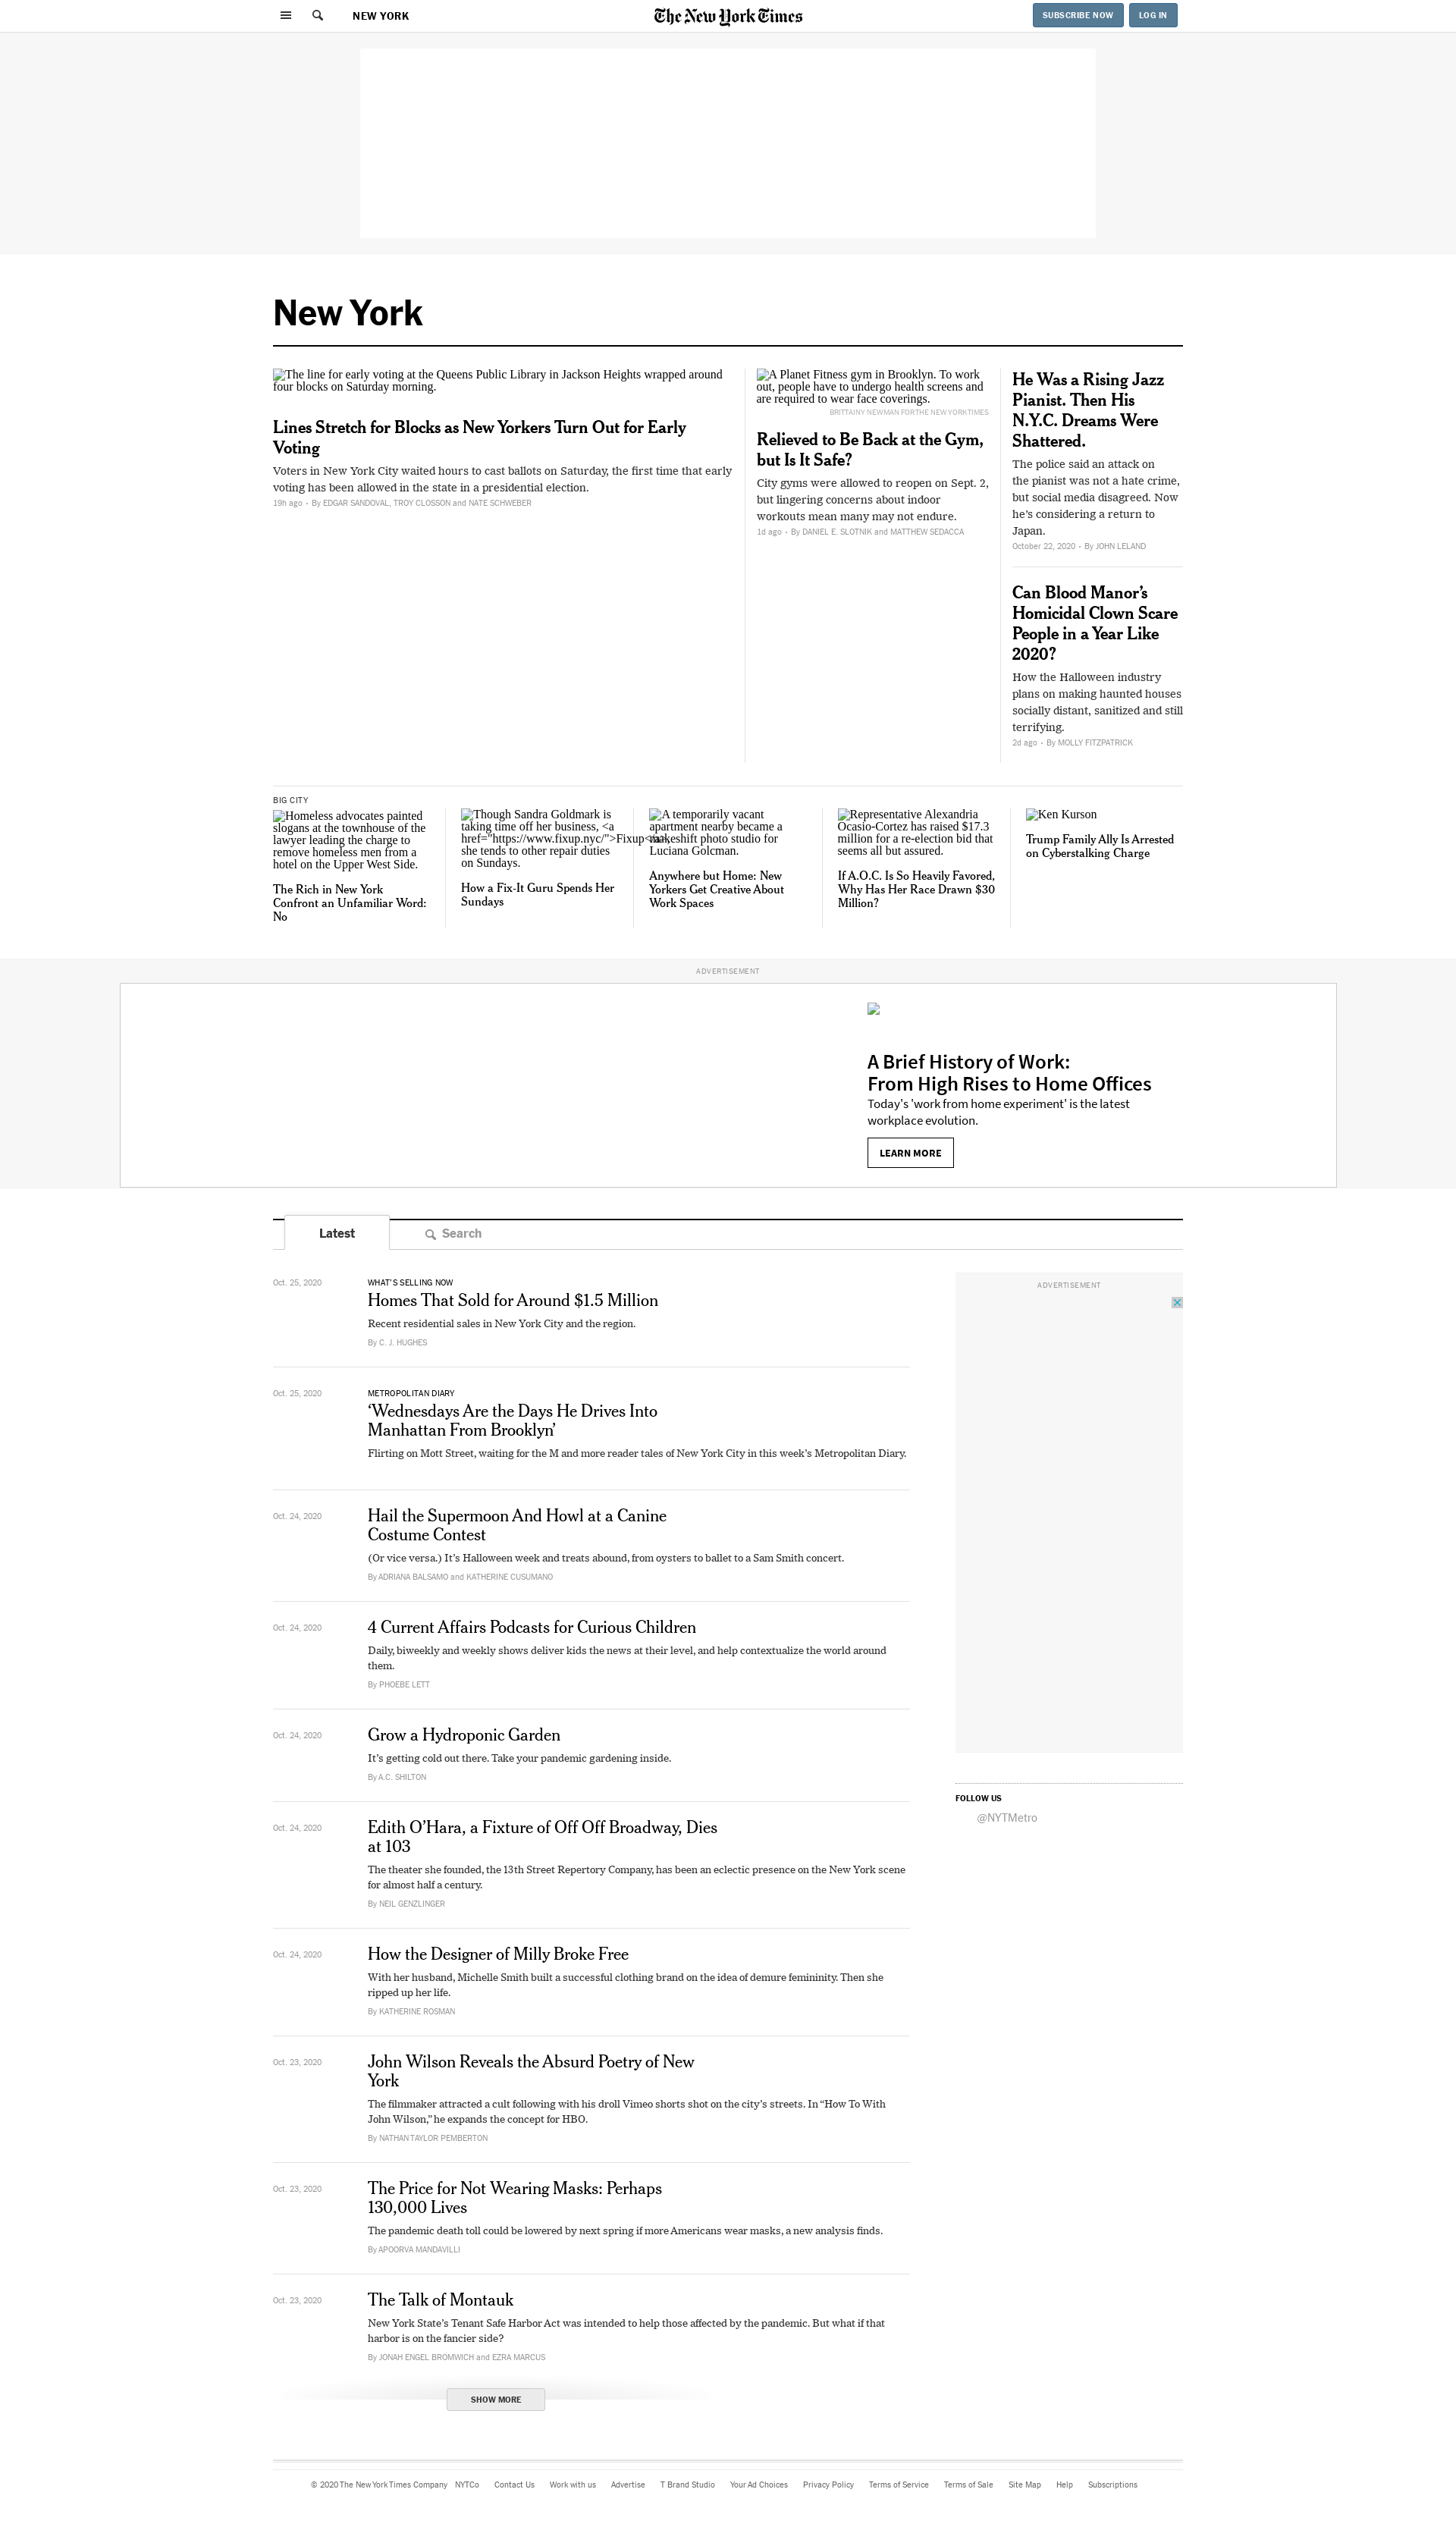 NEW YORK
The New York Times
SUBSCRIBE NOW
LOG IN
New York
The line for early voting at the Queens Public Library in Jackson Heights wrapped around
four blocks on Saturday morning.
Lines Stretch for Blocks as New Yorkers Turn Out for Early
Voting
Voters in New York City waited hours to cast ballots on Saturday, the first time that early
voting has been allowed in the state in a presidential election.
19h ago • By EDGAR SANDOVAL, TROY CLOSSON and NATE SCHWEBER
A Planet Fitness gym in Brooklyn. To work
out, people have to undergo health screens and
are required to wear face coverings.
BRITTAINY NEWMAN FOR THE NEW YORK TIMES
Relieved to Be Back at the Gym,
but Is It Safe?
City gyms were allowed to reopen on Sept. 2,
but lingering concerns about indoor
workouts mean many may not endure.
1d ago • By DANIEL E. SLOTNIK and MATTHEW SEDACCA
He Was a Rising Jazz
Pianist. Then His
N.Y.C. Dreams Were
Shattered.
The police said an attack on
the pianist was not a hate crime,
but social media disagreed. Now
he’s considering a return to
Japan.
October 22, 2020 • By JOHN LELAND
Can Blood Manor’s
Homicidal Clown Scare
People in a Year Like
2020?
How the Halloween industry
plans on making haunted houses
socially distant, sanitized and still
terrifying.
2d ago • By MOLLY FITZPATRICK
BIG CITY
Homeless advocates painted
slogans at the townhouse of the
lawyer leading the charge to
remove homeless men from a
hotel on the Upper West Side.
The Rich in New York
Confront an Unfamiliar Word:
No
Though Sandra Goldmark is
taking time off her business, <a
href="https://www.fixup.nyc/">Fixup</a>,
she tends to other repair duties
on Sundays.
How a Fix-It Guru Spends Her
Sundays
A temporarily vacant
apartment nearby became a
makeshift photo studio for
Luciana Golcman.
Anywhere but Home: New
Yorkers Get Creative About
Work Spaces
Representative Alexandria
Ocasio-Cortez has raised $17.3
million for a re-election bid that
seems all but assured.
If A.O.C. Is So Heavily Favored,
Why Has Her Race Drawn $30
Million?
Ken Kurson
Trump Family Ally Is Arrested
on Cyberstalking Charge
ADVERTISEMENT
A Brief History of Work:
From High Rises to Home Offices
Today's 'work from home experiment' is the latest
workplace evolution.
LEARN MORE
Latest
Search
Oct. 25, 2020
WHAT'S SELLING NOW
Homes That Sold for Around $1.5 Million
Recent residential sales in New York City and the region.
By C. J. HUGHES
ADVERTISEMENT
Oct. 25, 2020
METROPOLITAN DIARY
‘Wednesdays Are the Days He Drives Into
Manhattan From Brooklyn’
Flirting on Mott Street, waiting for the M and more reader tales of New York City in this week’s Metropolitan Diary.
Oct. 24, 2020
Hail the Supermoon And Howl at a Canine
Costume Contest
(Or vice versa.) It’s Halloween week and treats abound, from oysters to ballet to a Sam Smith concert.
By ADRIANA BALSAMO and KATHERINE CUSUMANO
Oct. 24, 2020
4 Current Affairs Podcasts for Curious Children
Daily, biweekly and weekly shows deliver kids the news at their level, and help contextualize the world around
them.
By PHOEBE LETT
Oct. 24, 2020
Grow a Hydroponic Garden
It’s getting cold out there. Take your pandemic gardening inside.
By A.C. SHILTON
FOLLOW US
@NYTMetro
Oct. 24, 2020
Edith O’Hara, a Fixture of Off Off Broadway, Dies
at 103
The theater she founded, the 13th Street Repertory Company, has been an eclectic presence on the New York scene
for almost half a century.
By NEIL GENZLINGER
Oct. 24, 2020
How the Designer of Milly Broke Free
With her husband, Michelle Smith built a successful clothing brand on the idea of demure femininity. Then she
ripped up her life.
By KATHERINE ROSMAN
Oct. 23, 2020
John Wilson Reveals the Absurd Poetry of New
York
The filmmaker attracted a cult following with his droll Vimeo shorts shot on the city’s streets. In “How To With
John Wilson,” he expands the concept for HBO.
By NATHAN TAYLOR PEMBERTON
Oct. 23, 2020
The Price for Not Wearing Masks: Perhaps
130,000 Lives
The pandemic death toll could be lowered by next spring if more Americans wear masks, a new analysis finds.
By APOORVA MANDAVILLI
Oct. 23, 2020
The Talk of Montauk
New York State’s Tenant Safe Harbor Act was intended to help those affected by the pandemic. But what if that
harbor is on the fancier side?
By JONAH ENGEL BROMWICH and EZRA MARCUS
SHOW MORE
© 2020 The New York Times Company NYTCo Contact Us Work with us Advertise T Brand Studio Your Ad Choices Privacy Policy Terms of Service Terms of Sale Site Map Help Subscriptions